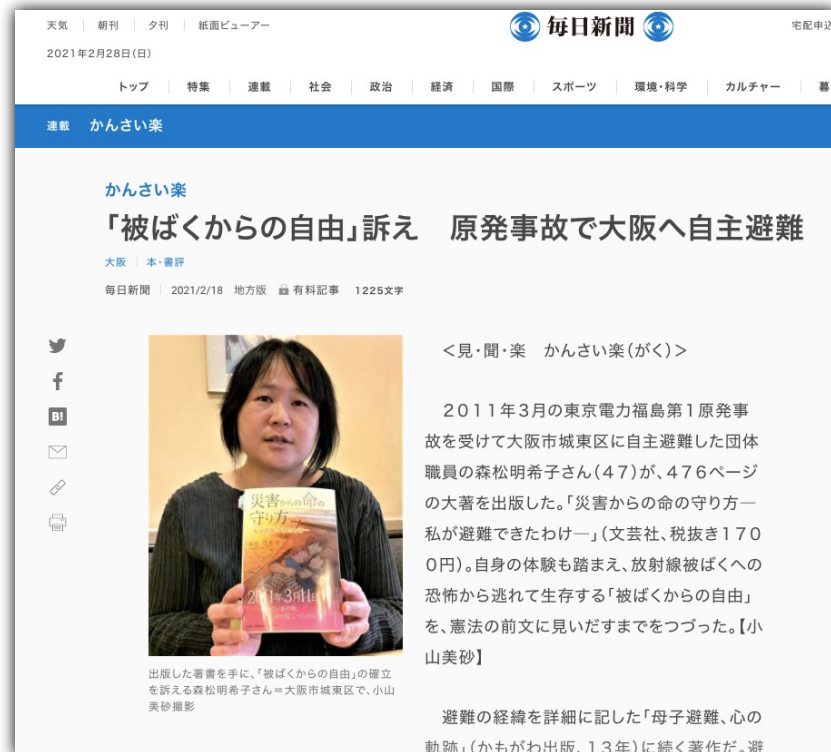 天気 朝刊 夕刊 紙面ビューアー
毎日新聞
宅配申込
2021年2月28日(日)
トップ 特集 連載 社会 政治 経済 国際 スポーツ 環境・科学 カルチャー 暮
連載 かんさい楽
かんさい楽
「被ばくからの自由」訴え　原発事故で大阪へ自主避難
大阪 本・書評
毎日新聞 2021/2/18 地方版 有料記事 1225文字
B!
災害からの命の
守り方
2011年3月11日
出版した著書を手に、「被ばくからの自由」の確立
を訴える森松明希子さん＝大阪市城東区で、小山
美砂撮影
＜見・聞・楽　かんさい楽(がく)＞
２０１１年３月の東京電力福島第１原発事
故を受けて大阪市城東区に自主避難した団体
職員の森松明希子さん(４７)が、４７６ページ
の大著を出版した。「災害からの命の守り方―
私が避難できたわけ―」(文芸社、税抜き１７０
０円)。自身の体験も踏まえ、放射線被ばくへの
恐怖から逃れて生存する「被ばくからの自由」
を、憲法の前文に見いだすまでをつづった。【小
山美砂】
避難の経緯を詳細に記した「母子避難、心の
軌跡」(かもがわ出版、１３年)に続く著作だ。避